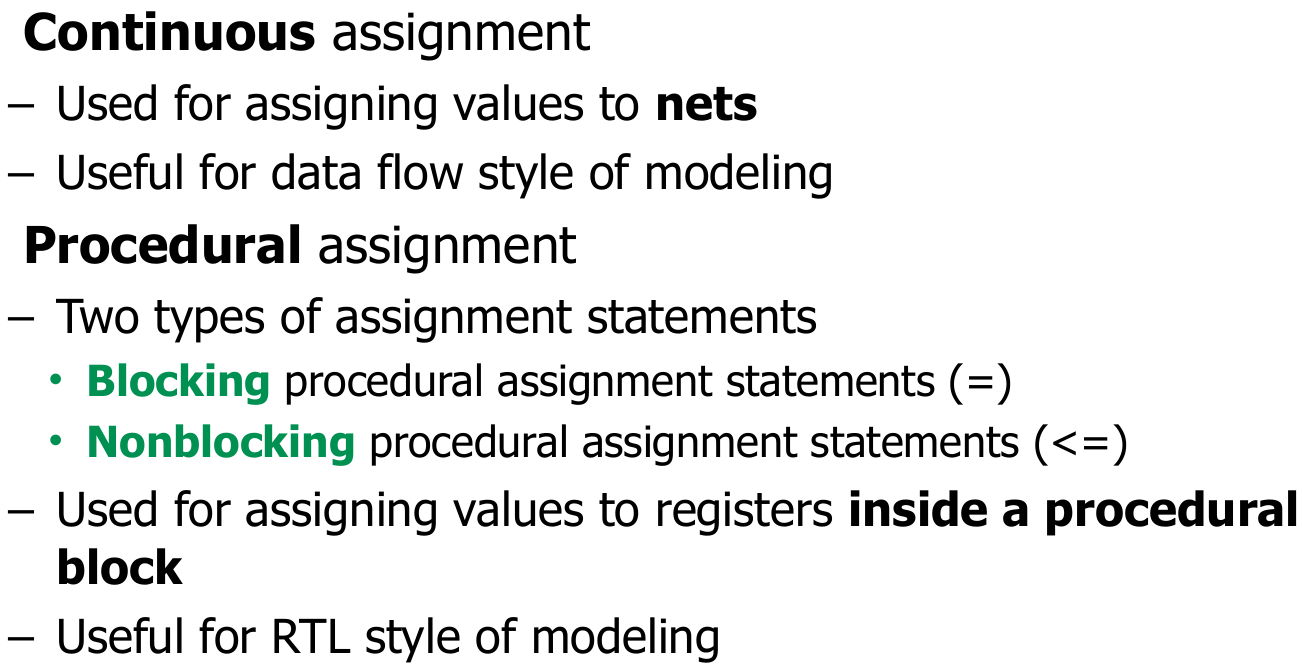 Continuous assignment
– Used for assigning values to nets
– Useful for data flow style of modeling
Procedural assignment
– Two types of assignment statements
• Blocking procedural assignment statements (=)
• Nonblocking procedural assignment statements (<=)
– Used for assigning values to registers inside a procedural
block
– Useful for RTL style of modeling